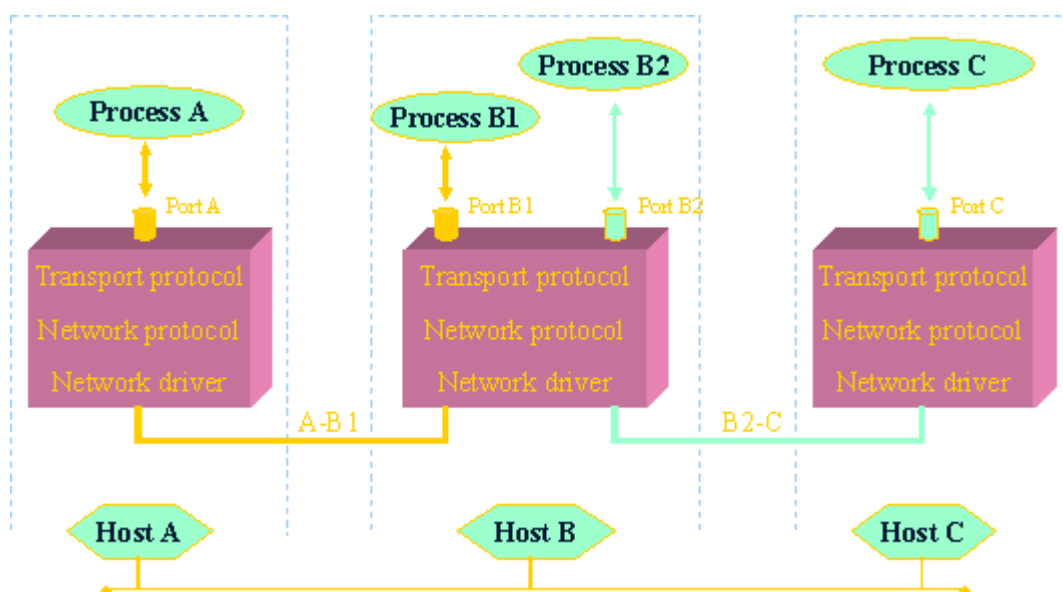 Process A
Process B1
Process B2
Process C
Port A
Port B1
Port B2
Port C
Transport protocol
Network protocol
Network driver
Transport protocol
Network protocol
Network driver
Transport protocol
Network protocol
Network driver
A-B1
B2-C
Host A
Host B
Host C